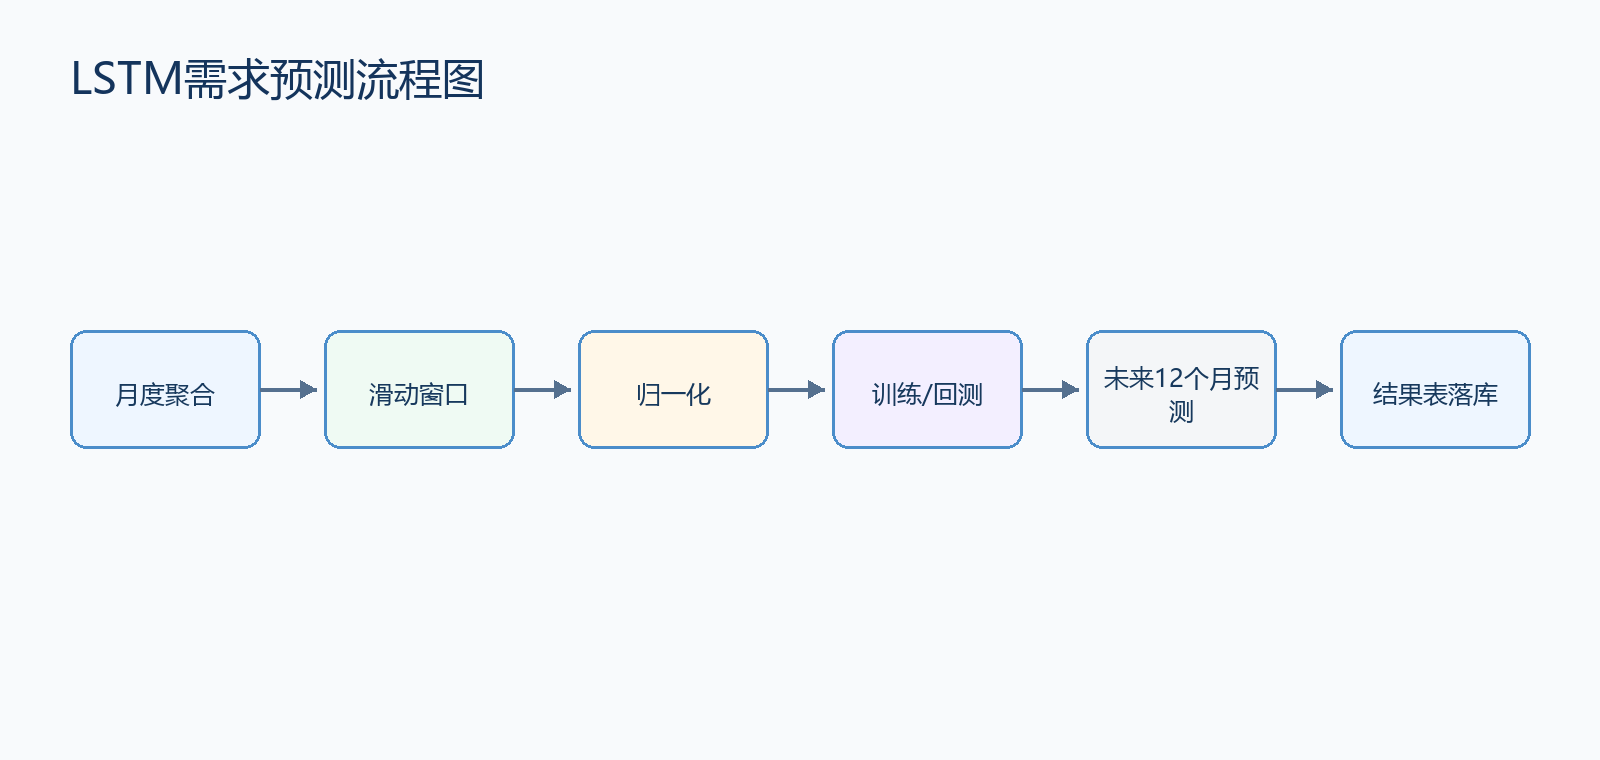 LSTM需求预测流程图
月度聚合
滑动窗口
归一化
训练/回测
未来12个月预
测
结果表落库